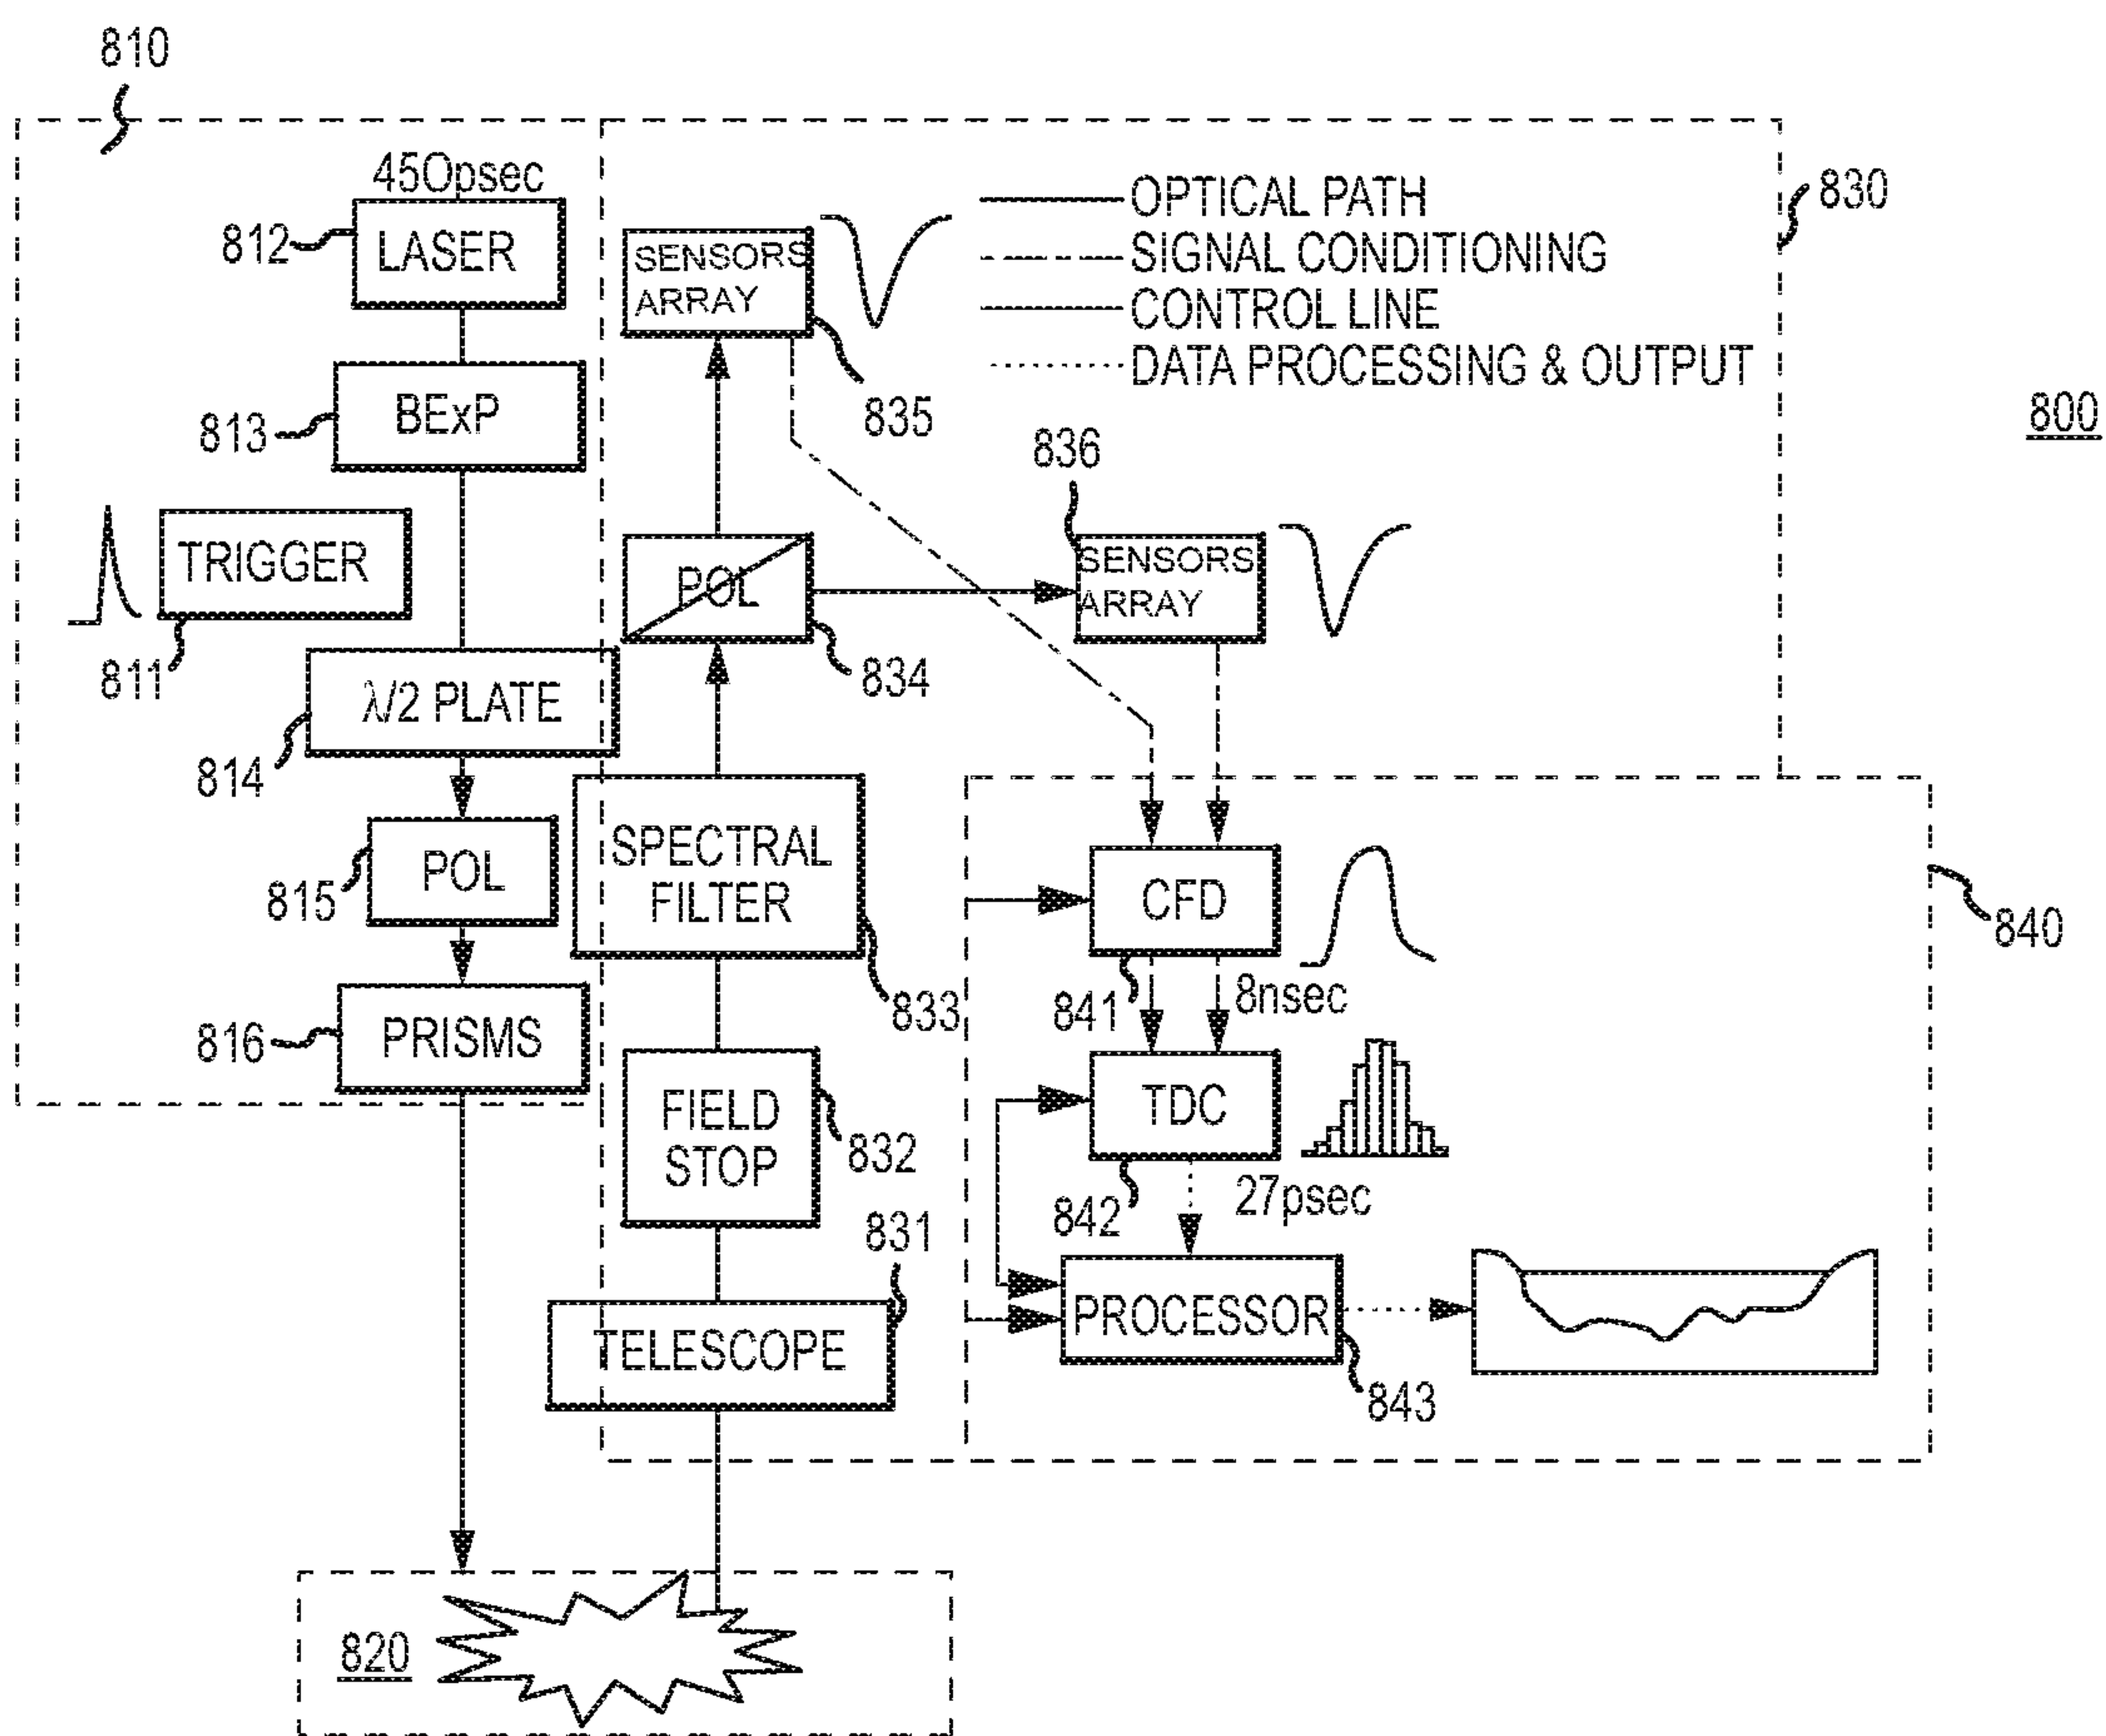 810
450psec
812
LASER
813
BExP
TRIGGER
811
λ/2 PLATE
814
POL
815
PRISMS
816
OPTICAL PATH
SIGNAL CONDITIONING
CONTROL LINE
DATA PROCESSING & OUTPUT
830
800
SENSORS
ARRAY
835
836
SENSORS
ARRAY
POL
834
SPECTRAL
FILTER
833
FIELD
STOP
832
831
TELESCOPE
CFD
841
8nsec
840
TDC
842
27psec
PROCESSOR
843
820